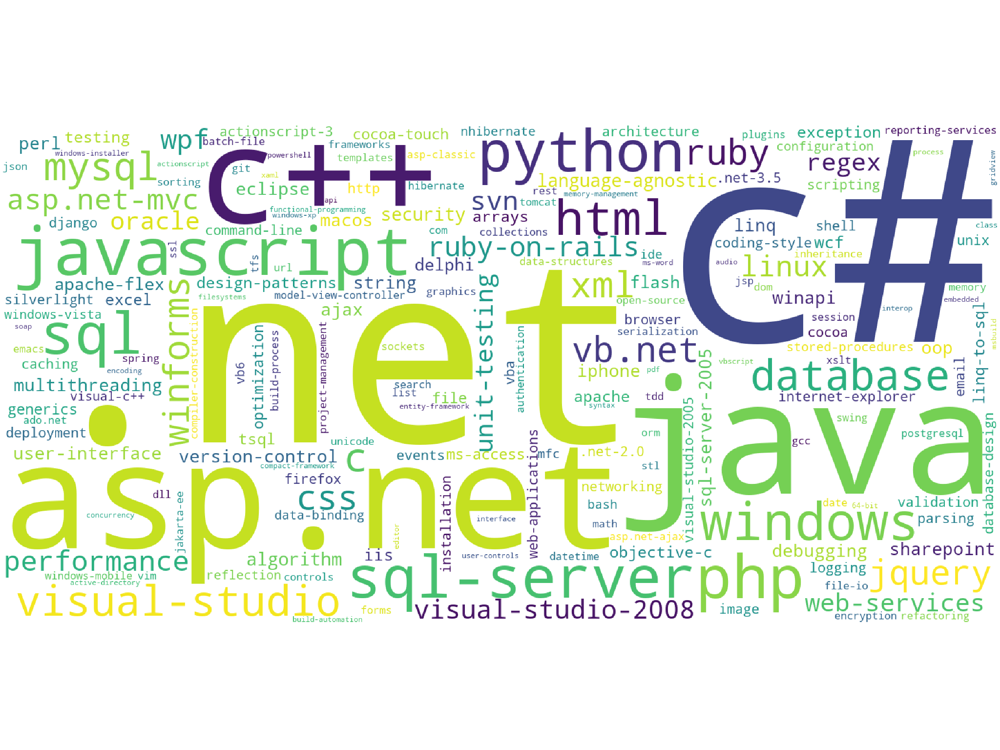 perl
testing
wpf
actionscript-3
cocoa-touch
nhibernate
python
architecture
plugins
exception
reporting-services
windows-installer
batch-file
c++
powershell
frameworks
templates
asp-classic
ruby
configuration
process
json
mysql
actionscript
git
xaml
regex
gridview
sorting
eclipse
http
hibernate
language-agnostic
.net-3.5
scripting
C#
asp.net-mvc
api
svn
rest
memory-management
tomcat
html
functional-programming
windows-xp
django
oracle
macos
security
arrays
linq
shell
class
command-line
com
collections
javascript
ssl
ruby-on-rails
coding-style
wcf
unix
tfs
url
delphi
data-structures
ide
ms-word
audio
linux
inheritance
apache-flex
design-patterns
string
unit-testing
xml
flash
jsp
dom
memory
silverlight
excel
winforms
filesystems
model-view-controller
graphics
open-source
winapi
embedded
windows-vista
sql
compiler-construction
.net
ajax
browser
interop
linq-to-sql
soap
session
serialization
cocoa
msbuild
emacs
spring
optimization
build-process
project-management
sockets
authentication
vb.net
sql-server-2005
stored-procedures
oop
caching
encoding
vb6
vba
iphone
pdf
vbscript
xslt
database
email
multithreading
search
list
file
apache
tdd
java
internet-explorer
visual-c++
generics
entity-framework
syntax
visual-studio-2005
ado.net
swing
deployment
tsql
unicode
orm
gcc
postgresql
database-design
user-interface
version-control
c
events
ms-access
mfc
web-applications
.net-2.0
stl
compact-framework
asp.net
firefox
installation
networking
dll
jakarta-ee
css
bash
windows
date
64-bit
validation
concurrency
data-binding
interface
math
parsing
editor
asp.net-ajax
performance
algorithm
iis
user-controls
datetime
objective-c
debugging
sharepoint
windows-mobile
vim
active-directory
reflection
controls
sql-server
php
logging
jquery
file-io
visual-studio
forms
visual-studio-2008
image
web-services
build-automation
encryption
refactoring